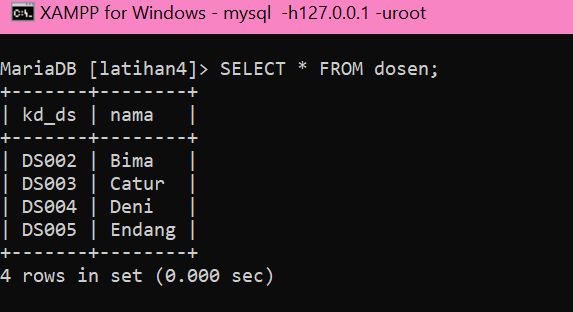 XAMPP for Windows - mysql  -h127.0.0.1 -uroot
MariaDB [latihan4]> SELECT * FROM dosen;
+-------+--------+
| kd_ds | nama   |
+-------+--------+
| DS002 | Bima   |
| DS003 | Catur  |
| DS004 | Deni   |
| DS005 | Endang |
+-------+--------+
4 rows in set (0.000 sec)